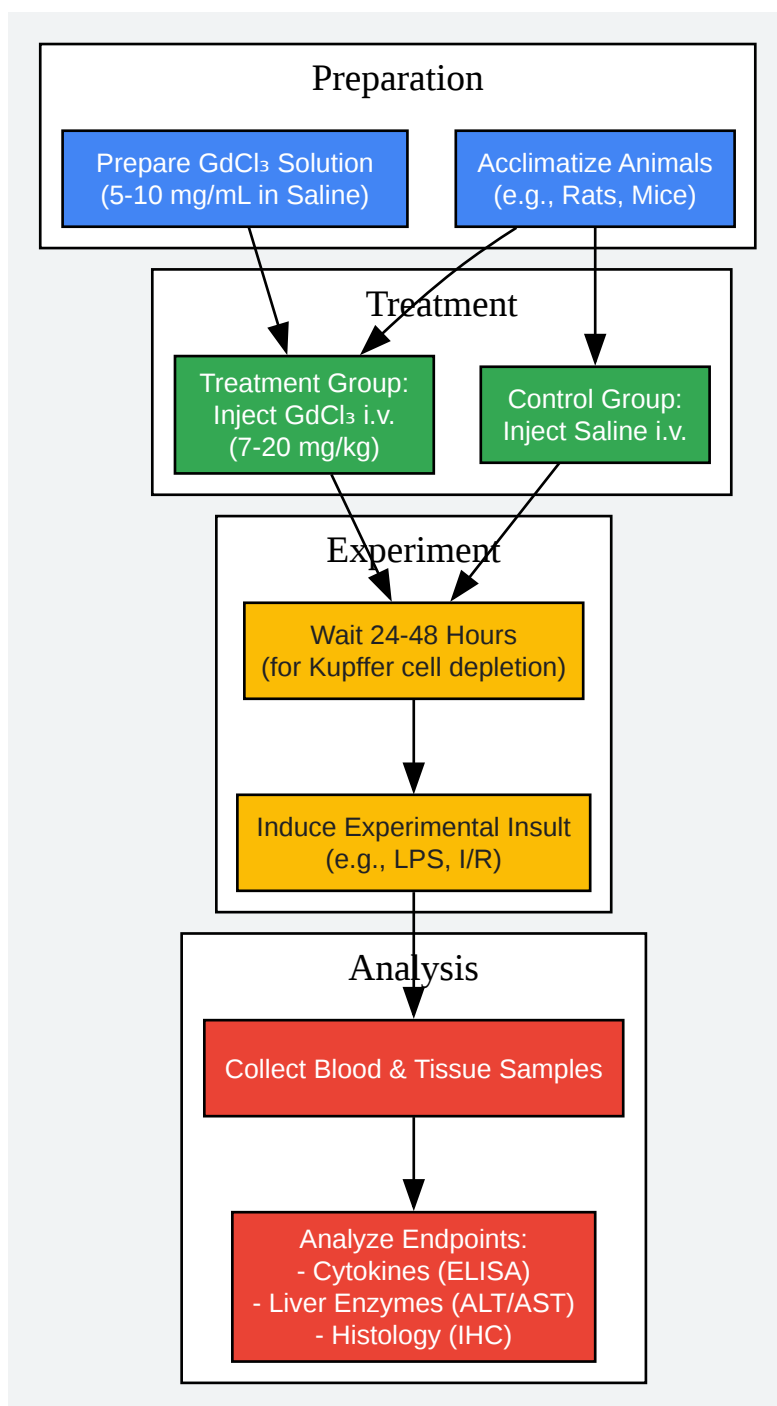 Preparation
Prepare GdCl₃ Solution
(5-10 mg/mL in Saline)
Acclimatize Animals
(e.g., Rats, Mice)
Treatment
Treatment Group:
Inject GdCl₃ i.v.
(7-20 mg/kg)
Control Group:
Inject Saline i.v.
Experiment
Wait 24-48 Hours
(for Kupffer cell depletion)
Induce Experimental Insult
(e.g., LPS, I/R)
Analysis
Collect Blood & Tissue Samples
Analyze Endpoints:
- Cytokines (ELISA)
- Liver Enzymes (ALT/AST)
- Histology (IHC)